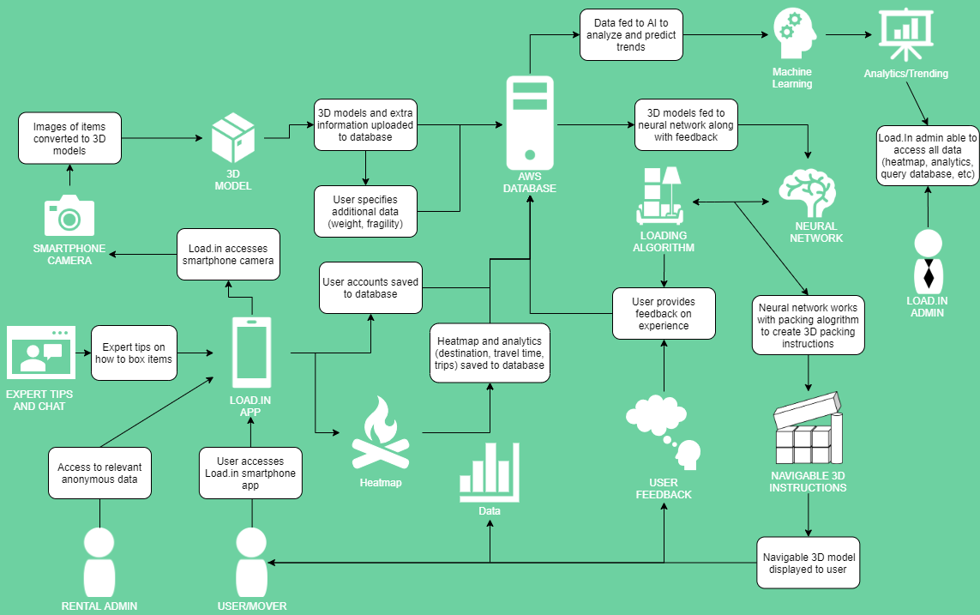 Data fed to AI to
analyze and predict
trends
Machine
Learning
Analytics/Trending
Images of items
converted to 3D
models
3D
MODEL
3D models and extra
information uploaded
to database
AWS
DATABASE
3D models fed to
neural network along
with feedback
Load.In admin able to
access all data
(heatmap, analytics,
query database, etc)
User specifies
additional data
(weight, fragility)
SMARTPHONE
CAMERA
Load.in accesses
smartphone camera
LOADING
ALGORITHM
NEURAL
NETWORK
User accounts saved
to database
User provides
feedback on
experience
LOAD.IN
ADMIN
Neural network works
with packing alogrithm
to create 3D packing
instructions
Expert tips on
how to box items
EXPERT TIPS
AND CHAT
LOAD.IN
APP
Heatmap and analytics
(destination, travel time,
trips) saved to database
Access to relevant
anonymous data
User accesses
Load.in smartphone
app
Heatmap
Data
USER
FEEDBACK
NAVIGABLE 3D
INSTRUCTIONS
Navigable 3D model
displayed to user
RENTAL ADMIN
USER/MOVER